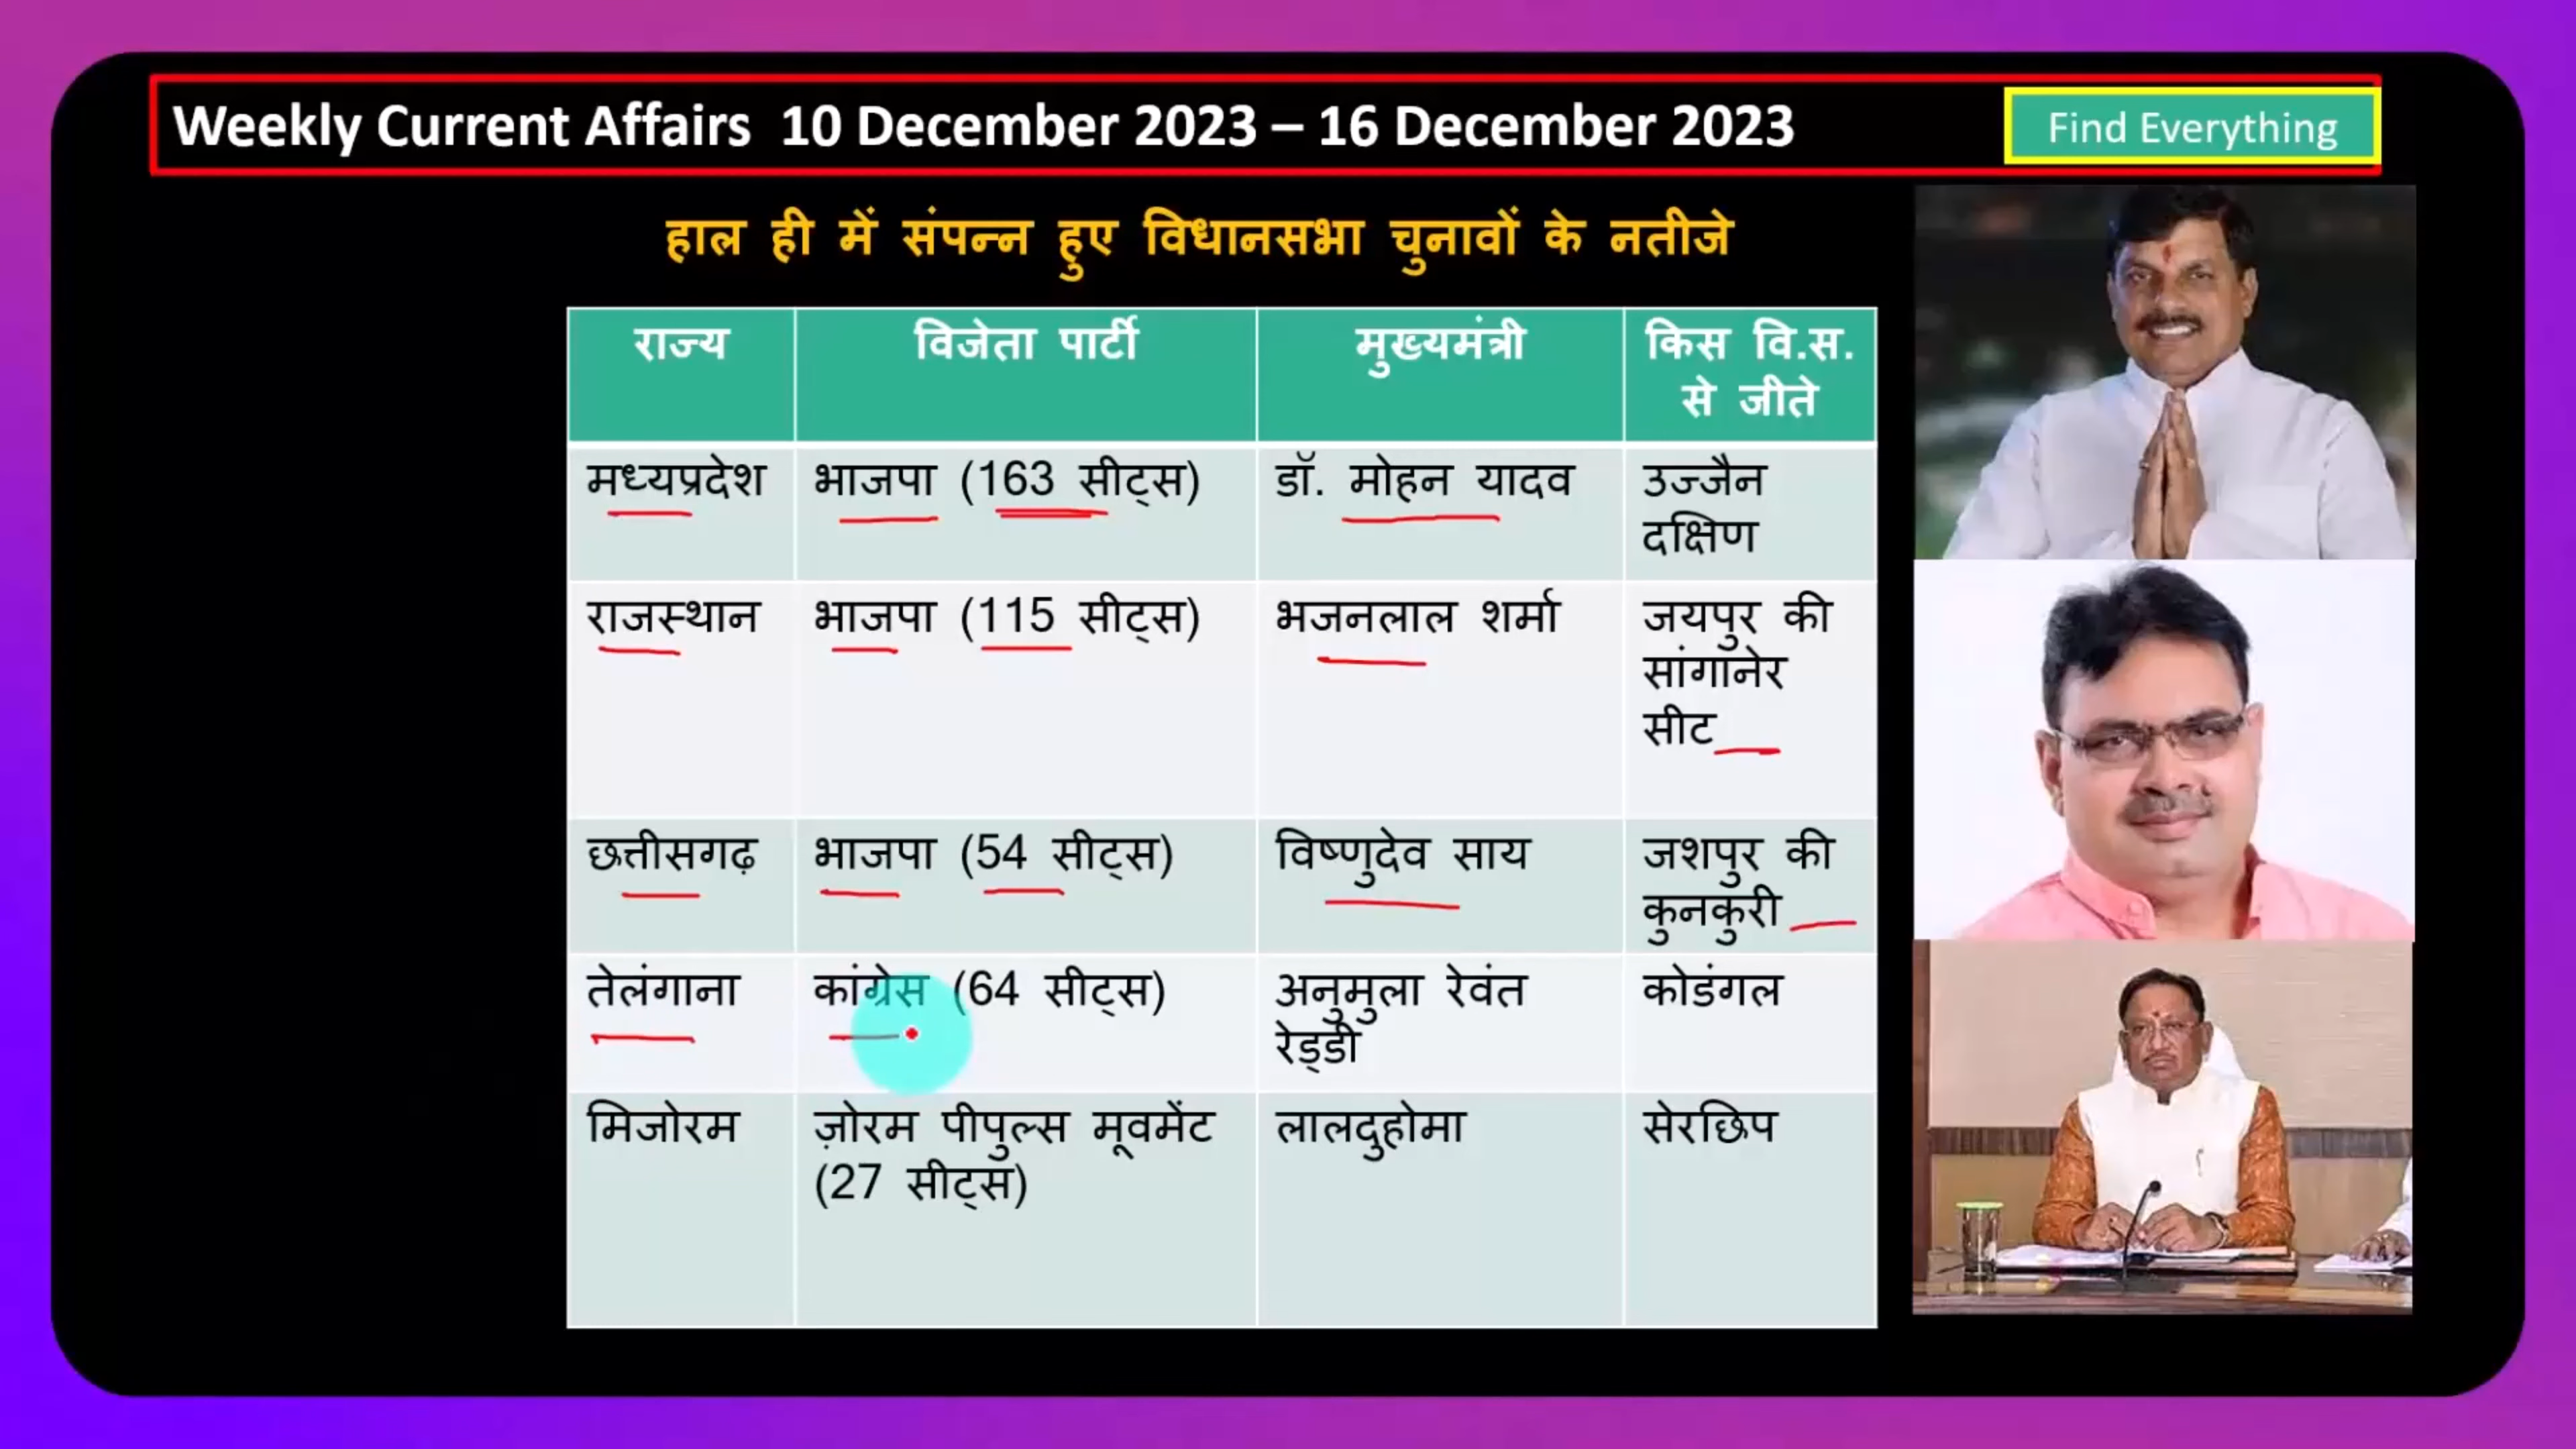 Weekly Current Affairs 10 December 2023 – 16 December 2023
Find Everything
हाल ही में संपन्न हुए विधानसभा चुनावों के नतीजे
राज्य
विजेता पार्टी
मुख्यमंत्री
किस वि.स.
से जीते
मध्यप्रदेश
भाजपा (163 सीट्स)
डॉ. मोहन यादव
उज्जैन
दक्षिण
राजस्थान
भाजपा (115 सीट्स)
भजनलाल शर्मा
जयपुर की
सांगानेर
सीट
छत्तीसगढ़
भाजपा (54 सीट्स)
विष्णुदेव साय
जशपुर की
कुनकुरी
तेलंगाना
कांग्रेस (64 सीट्स)
अनुमुला रेवंत
रेड्डी
कोडंगल
मिजोरम
ज़ोरम पीपुल्स मूवमेंट
(27 सीट्स)
लालदुहोमा
सेरछिप